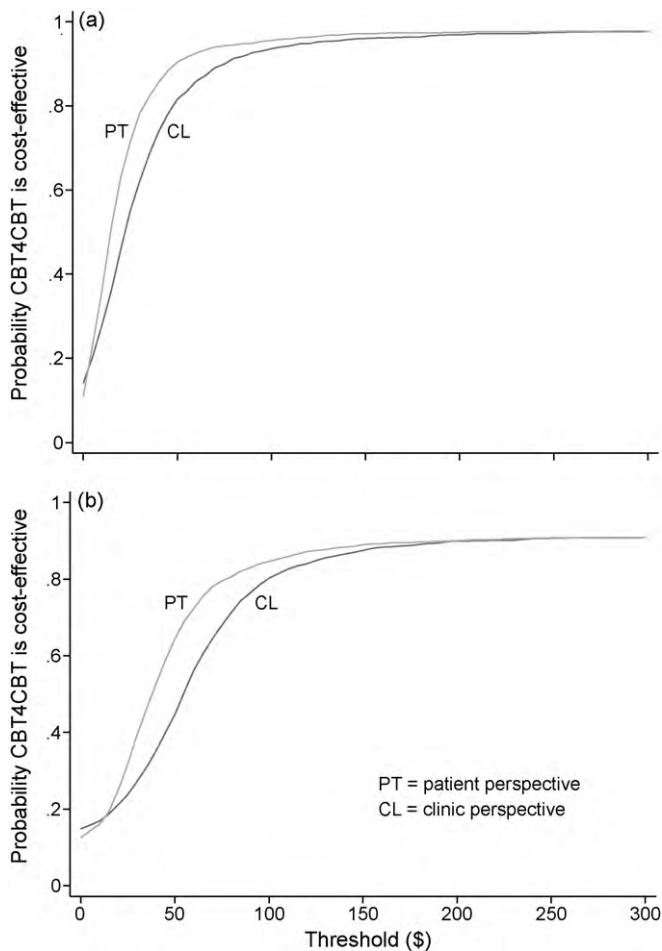 (a)
1
.8
.6
.4
.2
0
Probability CBT4CBT is cost-effective
PT
CL
(b)
1
.8
.6
.4
.2
0
Probability CBT4CBT is cost-effective
PT
CL
PT = patient perspective
CL = clinic perspective
0 50 100 150 200 250 300
Threshold ($)